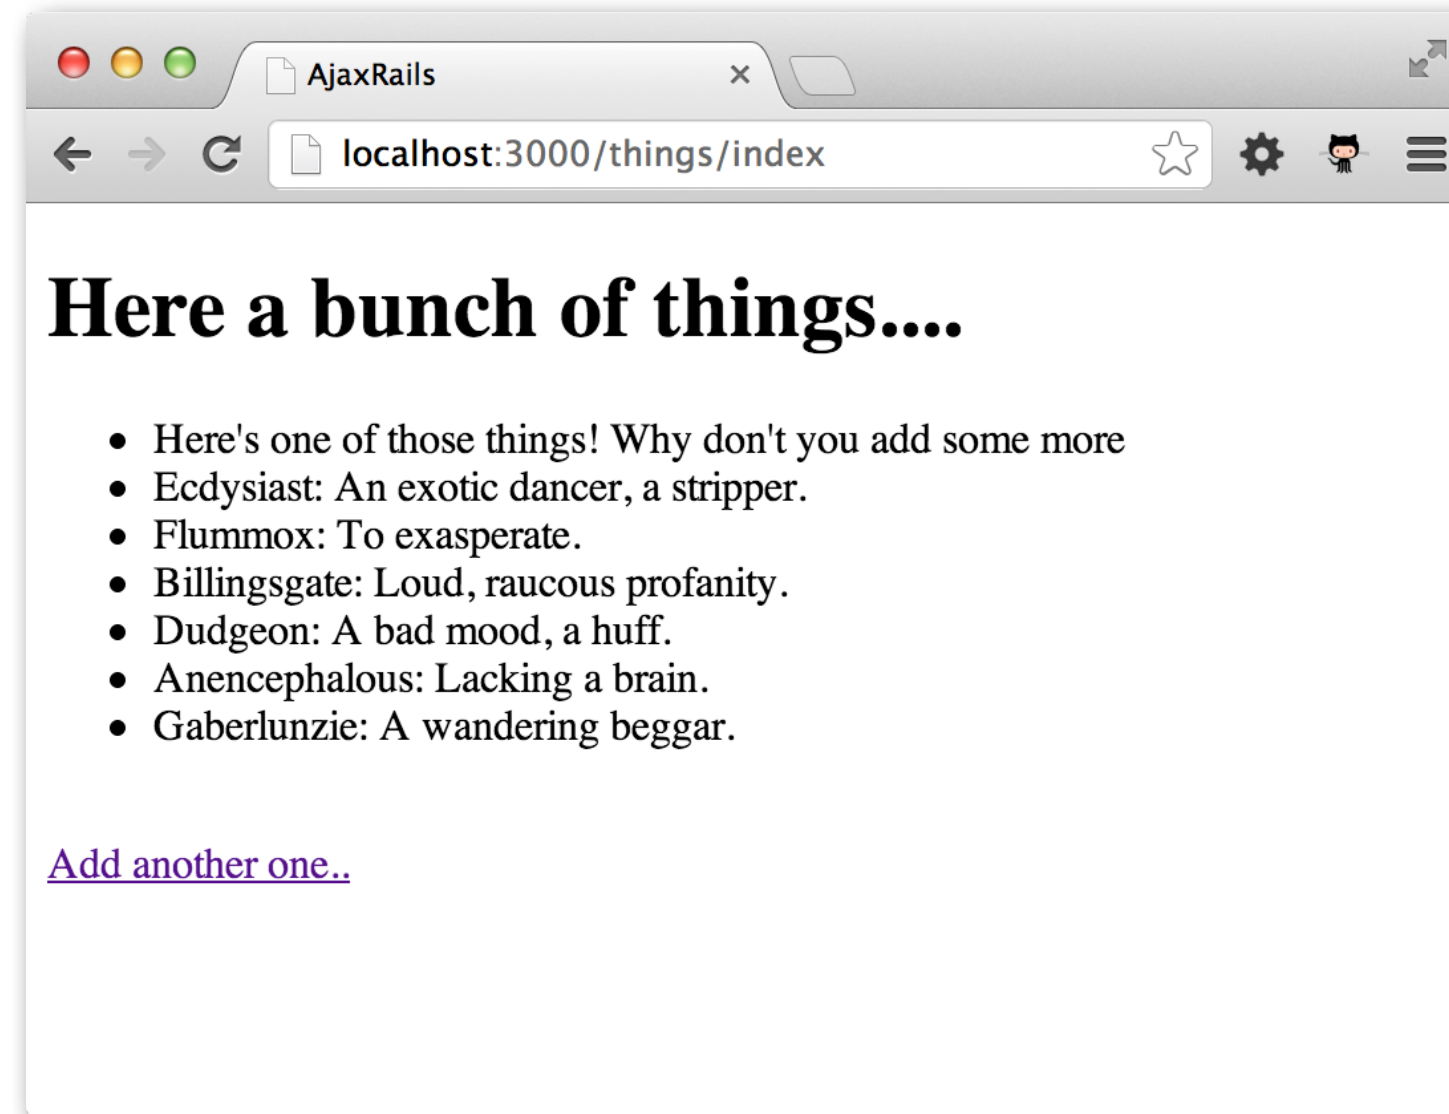 AjaxRails
localhost:3000/things/index
Here a bunch of things....
Here's one of those things! Why don't you add some more
Ecdysiast: An exotic dancer, a stripper.
Flummox: To exasperate.
Billingsgate: Loud, raucous profanity.
Dudgeon: A bad mood, a huff.
Anencephalous: Lacking a brain.
Gaberlunzie: A wandering beggar.
Add another one..